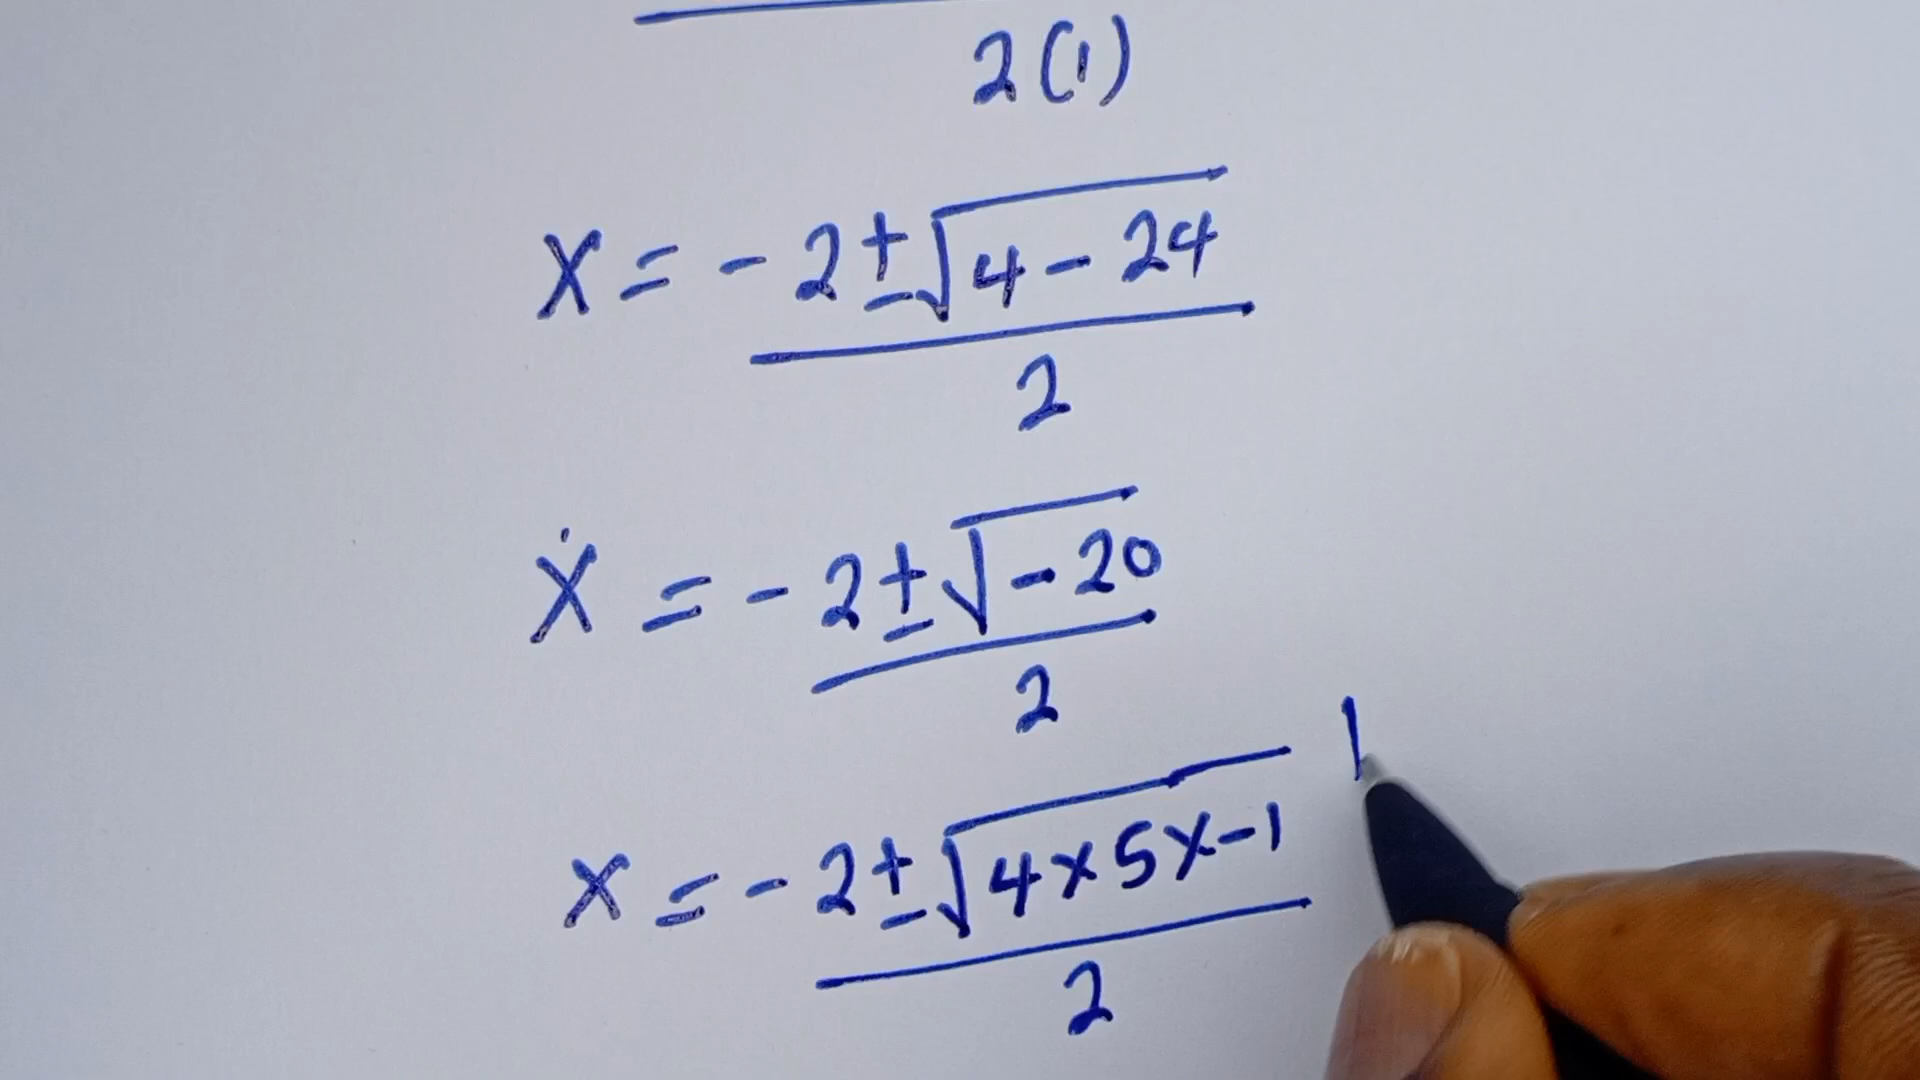 2(1)
X = -2±√4-24
2
X = -2±√-20
2
X = -2±√4×5×-1
2